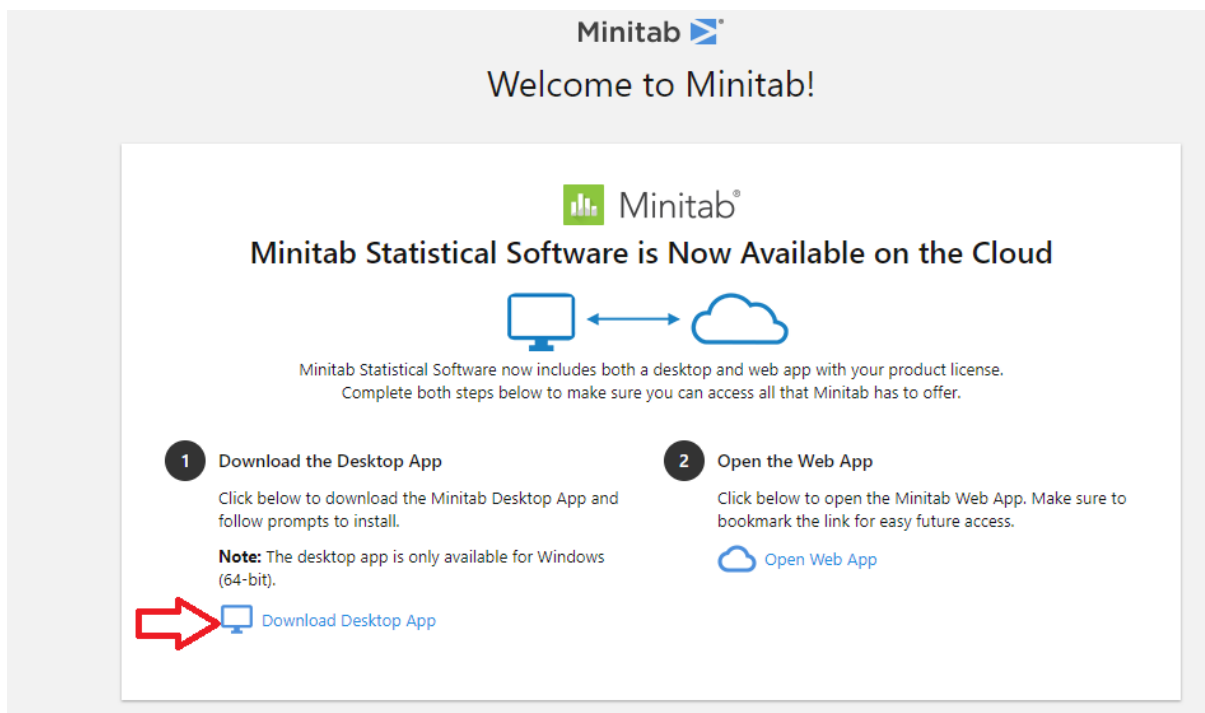 Minitab
Welcome to Minitab!
Minitab®
Minitab Statistical Software is Now Available on the Cloud
Minitab Statistical Software now includes both a desktop and web app with your product license.
Complete both steps below to make sure you can access all that Minitab has to offer.
1 Download the Desktop App
Click below to download the Minitab Desktop App and
follow prompts to install.
Note: The desktop app is only available for Windows
(64-bit).
Download Desktop App
2 Open the Web App
Click below to open the Minitab Web App. Make sure to
bookmark the link for easy future access.
Open Web App